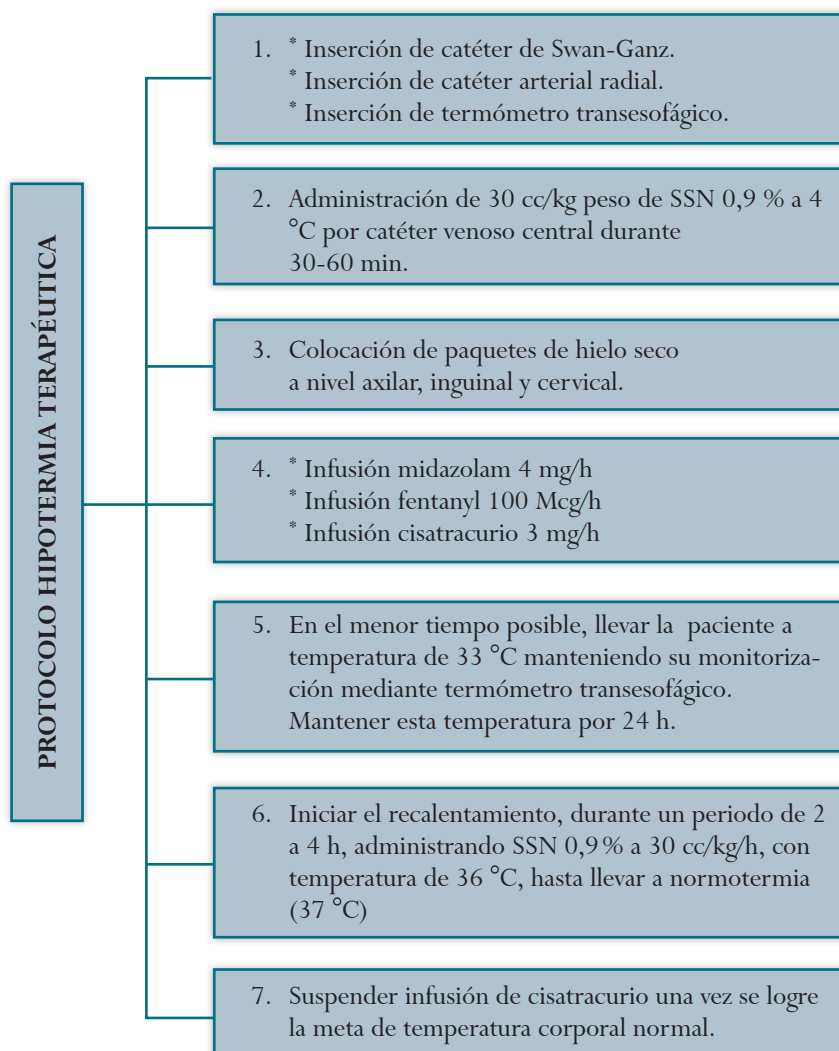 PROTOCOLO HIPOTERMIA TERAPÉUTICA
1. * Inserción de catéter de Swan-Ganz.
* Inserción de catéter arterial radial.
* Inserción de termómetro transesofágico.
2. Administración de 30 cc/kg peso de SSN 0,9 % a 4
°C por catéter venoso central durante
30-60 min.
3. Colocación de paquetes de hielo seco
a nivel axilar, inguinal y cervical.
4. * Infusión midazolam 4 mg/h
* Infusión fentanyl 100 Mcg/h
* Infusión cisatracurio 3 mg/h
5. En el menor tiempo posible, llevar la paciente a
temperatura de 33 °C manteniendo su monitoriza-
ción mediante termómetro transesofágico.
Mantener esta temperatura por 24 h.
6. Iniciar el recalentamiento, durante un periodo de 2
a 4 h, administrando SSN 0,9% a 30 cc/kg/h, con
temperatura de 36 °C, hasta llevar a normotermia
(37 °C)
7. Suspender infusión de cisatracurio una vez se logre
la meta de temperatura corporal normal.